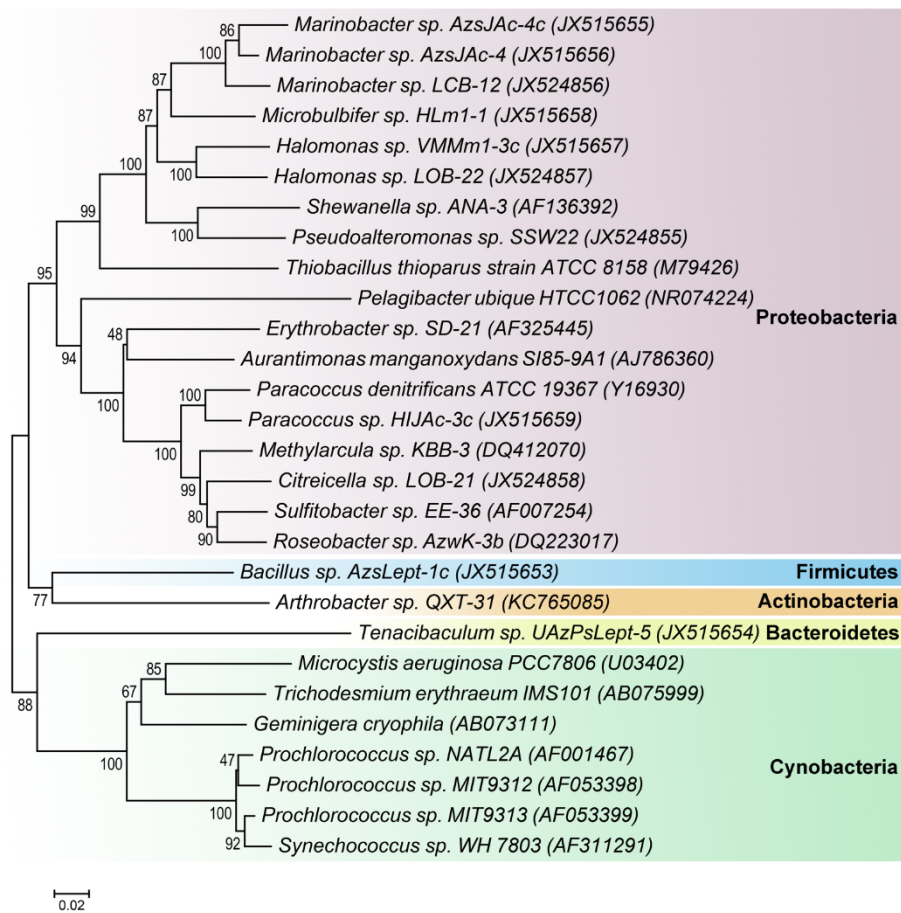 86
Marinobacter sp. AzsJAc-4c (JX515655)
100
Marinobacter sp. AzsJAc-4 (JX515656)
87
Marinobacter sp. LCB-12 (JX524856)
Microbulbifer sp. HLm1-1 (JX515658)
87
Halomonas sp. VMMm1-3c (JX515657)
100
100
Halomonas sp. LOB-22 (JX524857)
99
Shewanella sp. ANA-3 (AF136392)
100
Pseudoalteromonas sp. SSW22 (JX524855)
95
Thiobacillus thioparus strain ATCC 8158 (M79426)
Pelagibacter ubique HTCC1062 (NR074224)
Proteobacteria
48
Erythrobacter sp. SD-21 (AF325445)
94
Aurantimonas manganoxydans SI85-9A1 (AJ786360)
100
100
Paracoccus denitrificans ATCC 19367 (Y16930)
Paracoccus sp. HIJAc-3c (JX515659)
100
Methylarcula sp. KBB-3 (DQ412070)
99
Citreicella sp. LOB-21 (JX524858)
80
Sulfitobacter sp. EE-36 (AF007254)
90
Roseobacter sp. AzwK-3b (DQ223017)
Bacillus sp. AzsLept-1c (JX515653) Firmicutes
77
Arthrobacter sp. QXT-31 (KC765085) Actinobacteria
Tenacibaculum sp. UAzPsLept-5 (JX515654) Bacteroidetes
85
Microcystis aeruginosa PCC7806 (U03402)
67
88
Trichodesmium erythraeum IMS101 (AB075999)
Geminigera cryophila (AB073111)
100
47
Prochlorococcus sp. NATL2A (AF001467)
Cynobacteria
Prochlorococcus sp. MIT9312 (AF053398)
100
Prochlorococcus sp. MIT9313 (AF053399)
92
Synechococcus sp. WH 7803 (AF311291)
0.02